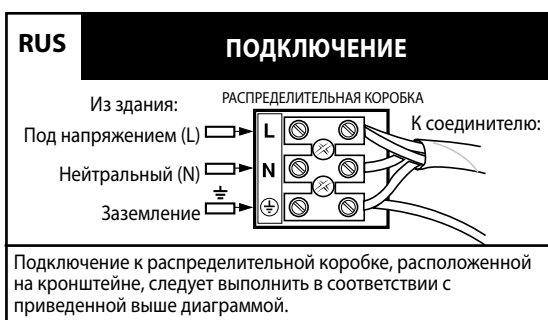 RUS
ПОДКЛЮЧЕНИЕ
РАСПРЕДЕЛИТЕЛЬНАЯ КОРОБКА
Из здания:
К соединителю:
Под напряжением (L)
L
Нейтральный (N)
N
Заземление
Подключение к распределительной коробке, расположенной
на кронштейне, следует выполнить в соответствии с
приведенной выше диаграммой.